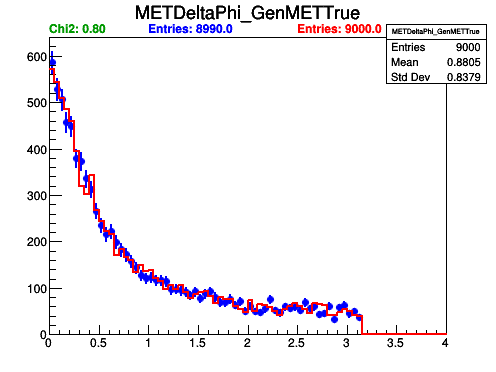 METDeltaPhi_GenMETTrue
Chi2: 0.80 Entries: 8990.0 Entries: 9000.0
METDeltaPhi_GenMETTrue
Entries 9000
Mean 0.8805
Std Dev 0.8379
600
500
400
300
200
100
0
0 0.5 1 1.5 2 2.5 3 3.5 4